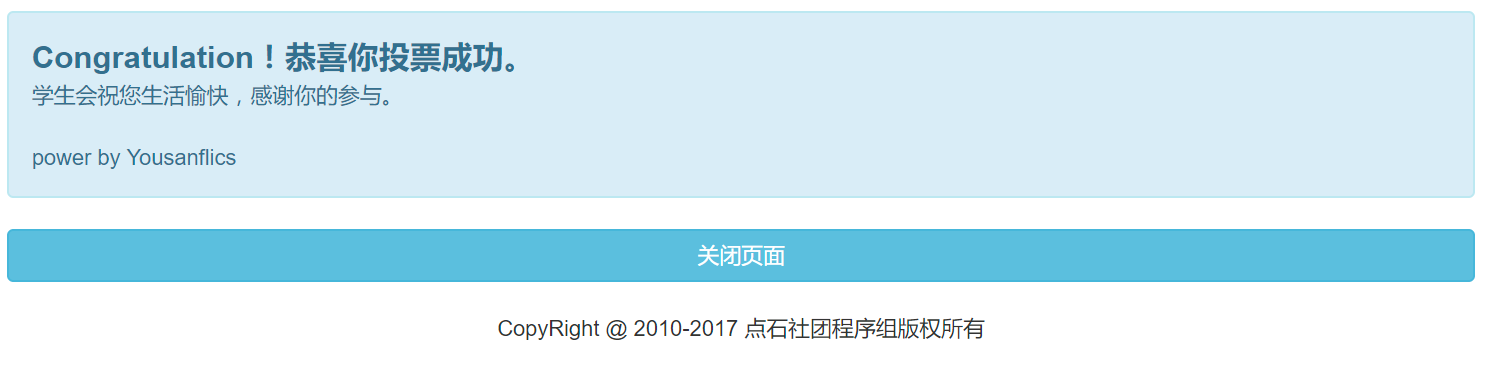 Congratulation！恭喜你投票成功。
学生会祝您生活愉快，感谢你的参与。
power by Yousanflics
关闭页面
CopyRight @ 2010-2017 点石社团程序组版权所有